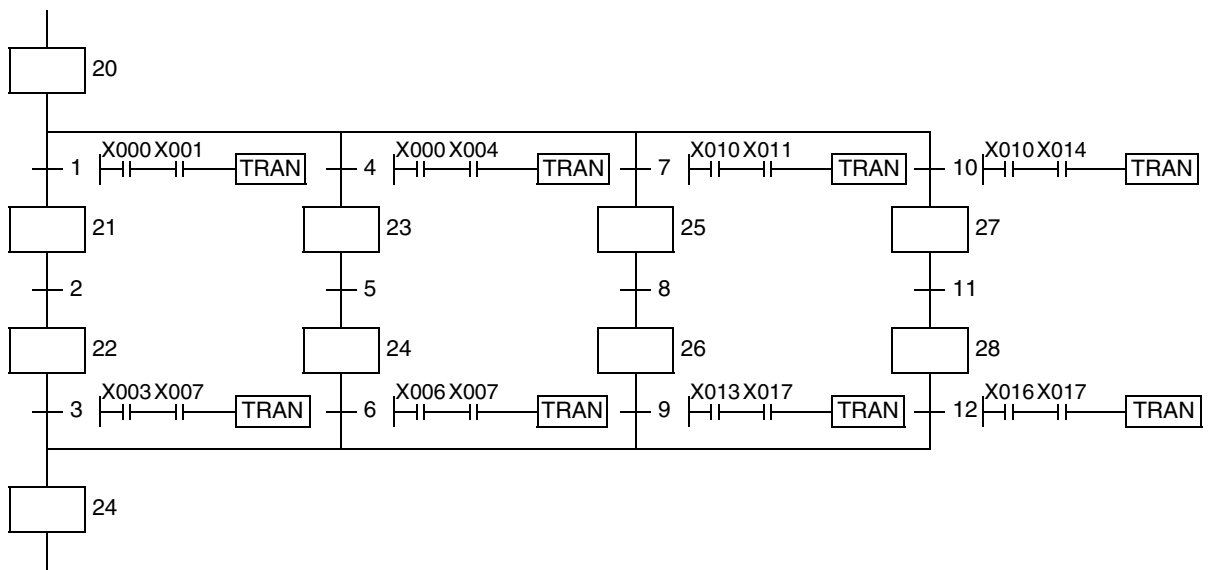 20
1 X000 X001 TRAN 4 X000 X004 TRAN 7 X010 X011 TRAN 10 X010 X014 TRAN
21 23 25 27
2 5 8 11
22 24 26 28
3 X003 X007 TRAN 6 X006 X007 TRAN 9 X013 X017 TRAN 12 X016 X017 TRAN
24